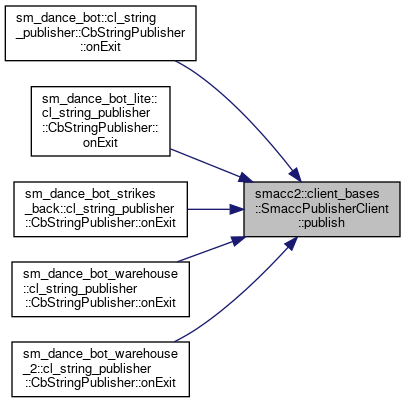 sm_dance_bot::cl_string
_publisher::CbStringPublisher
::onExit
sm_dance_bot_lite::
cl_string_publisher
::CbStringPublisher::
onExit
sm_dance_bot_strikes
_back::cl_string_publisher
::CbStringPublisher::onExit
smacc2::client_bases
::SmaccPublisherClient
::publish
sm_dance_bot_warehouse
::cl_string_publisher
::CbStringPublisher::onExit
sm_dance_bot_warehouse
_2::cl_string_publisher
::CbStringPublisher::onExit